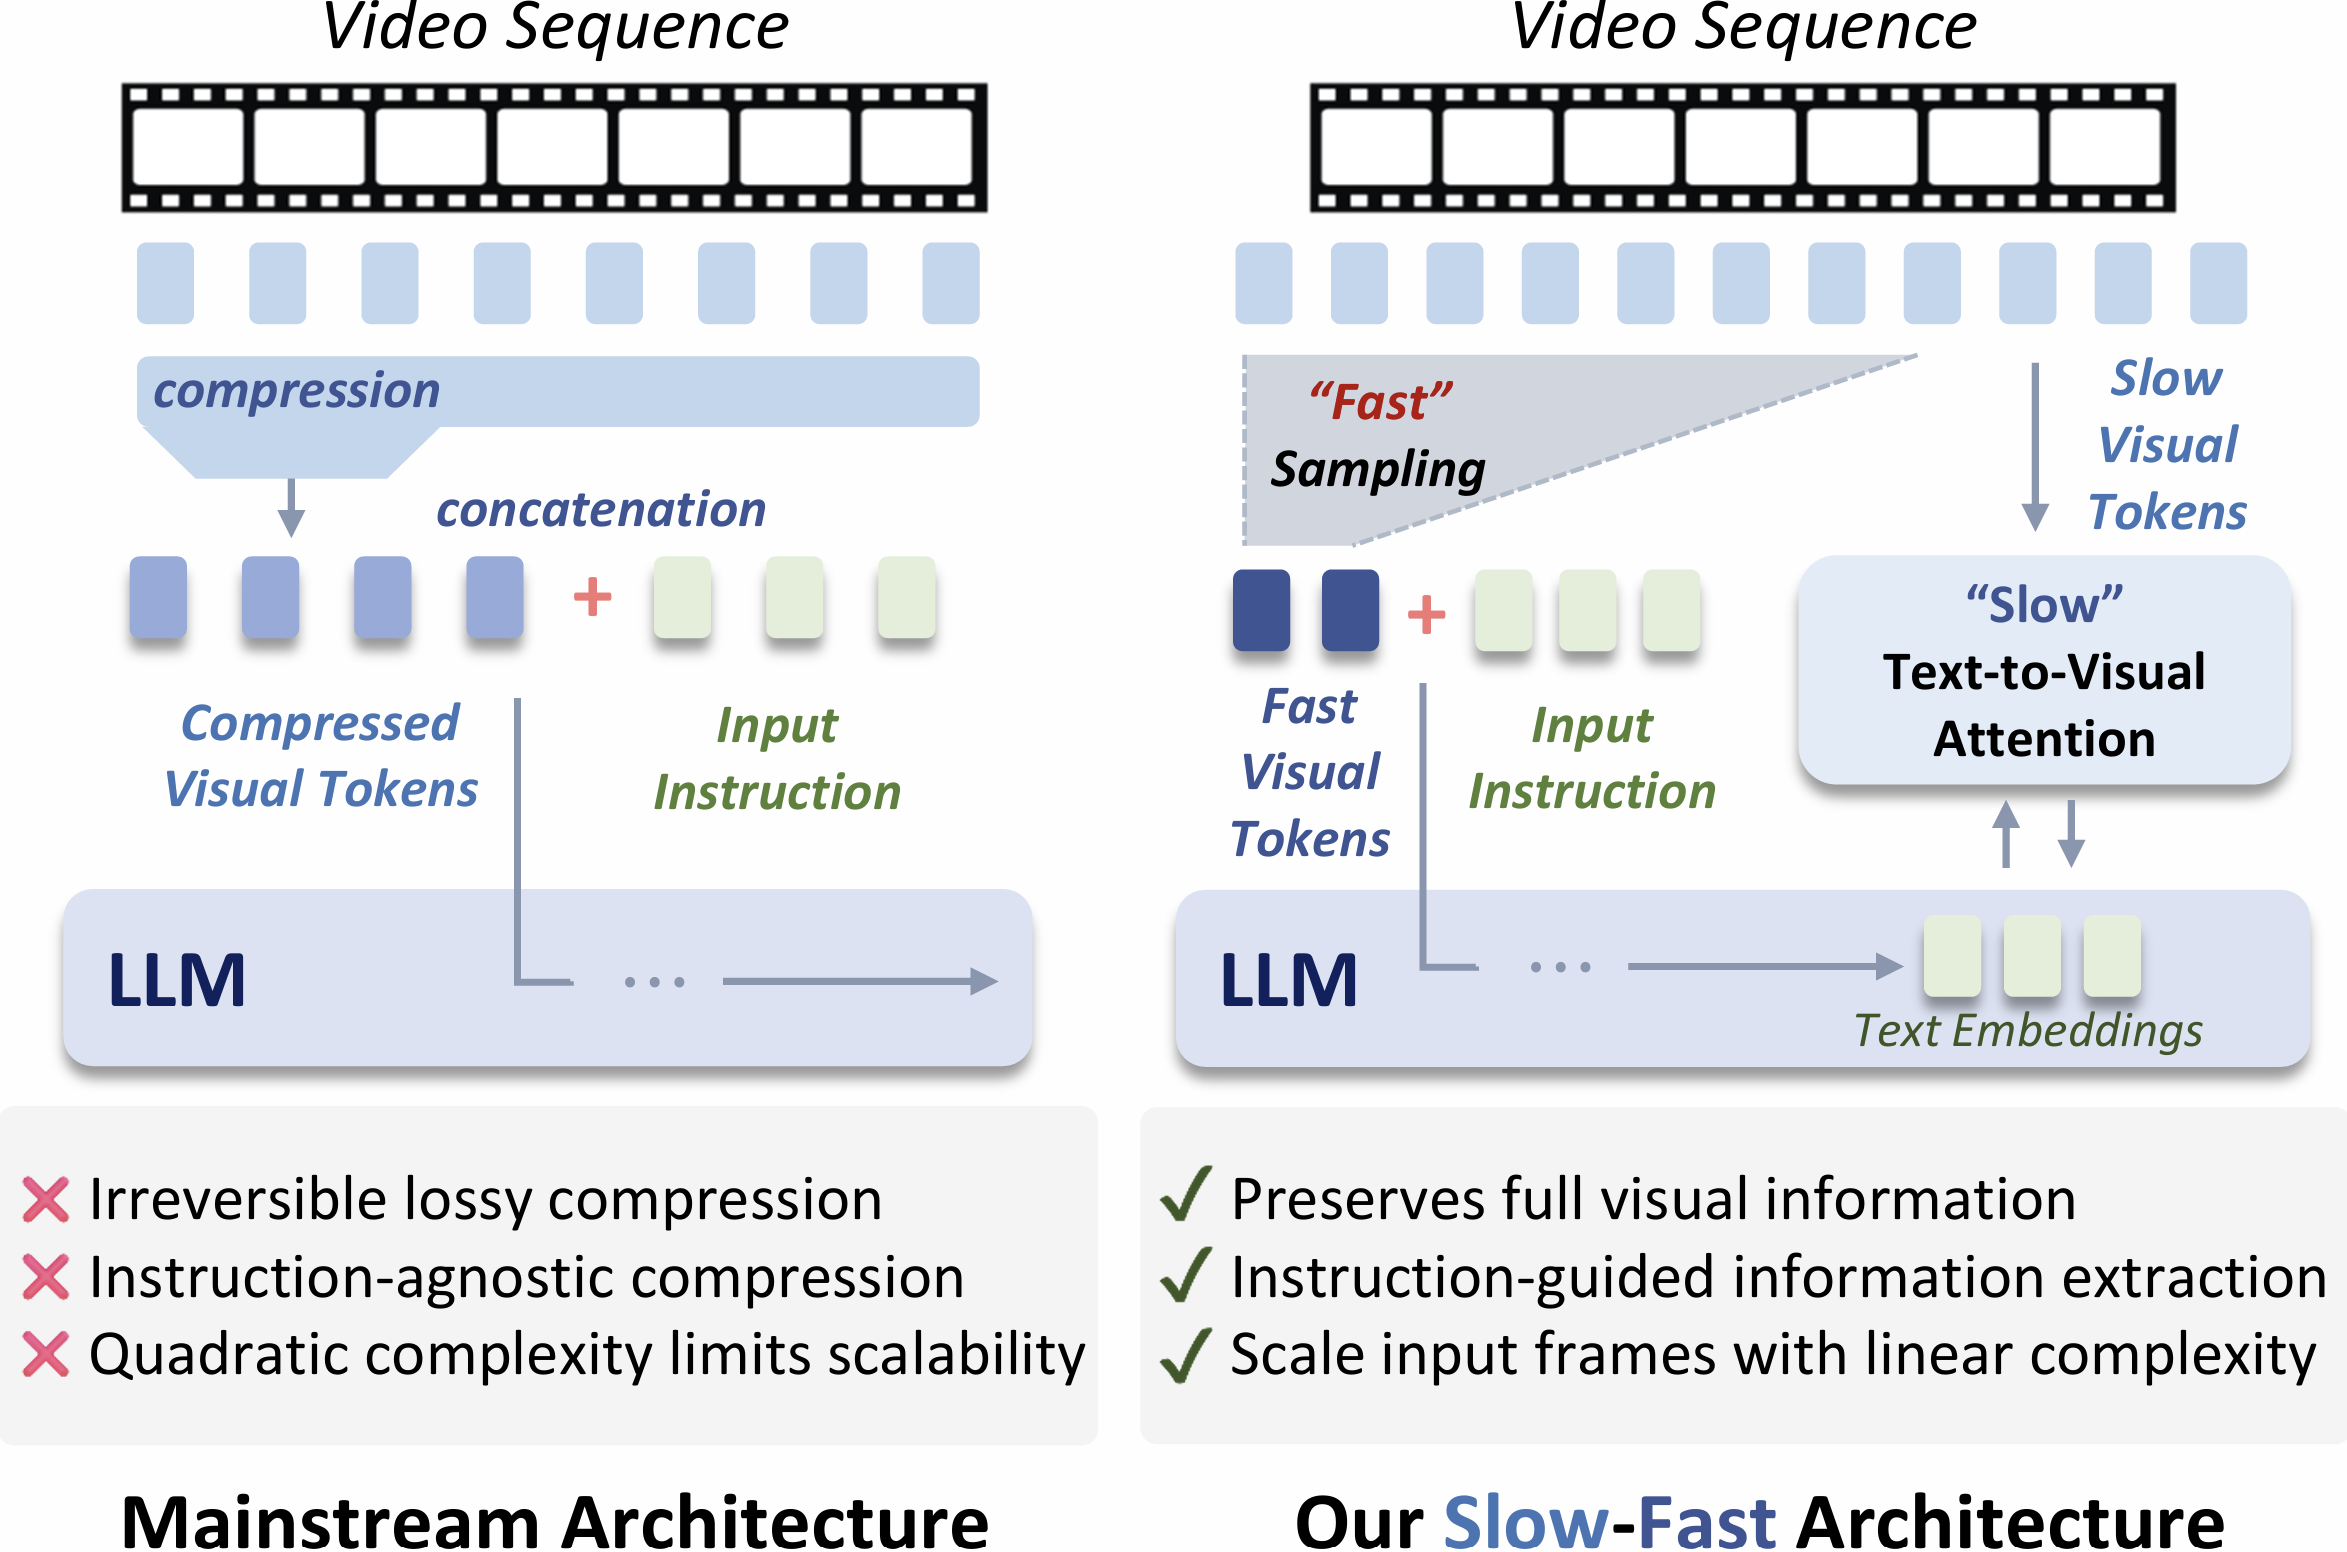 Video Sequence
compression
concatenation
+
Compressed
Visual Tokens
Input
Instruction
LLM
...
Irreversible lossy compression
Instruction-agnostic compression
Quadratic complexity limits scalability
Mainstream Architecture
Video Sequence
“Fast”
Sampling
Slow
Visual
Tokens
+
Fast
Visual
Tokens
Input
Instruction
“Slow”
Text-to-Visual
Attention
LLM
...
Text Embeddings
Preserves full visual information
Instruction-guided information extraction
Scale input frames with linear complexity
Our Slow-Fast Architecture